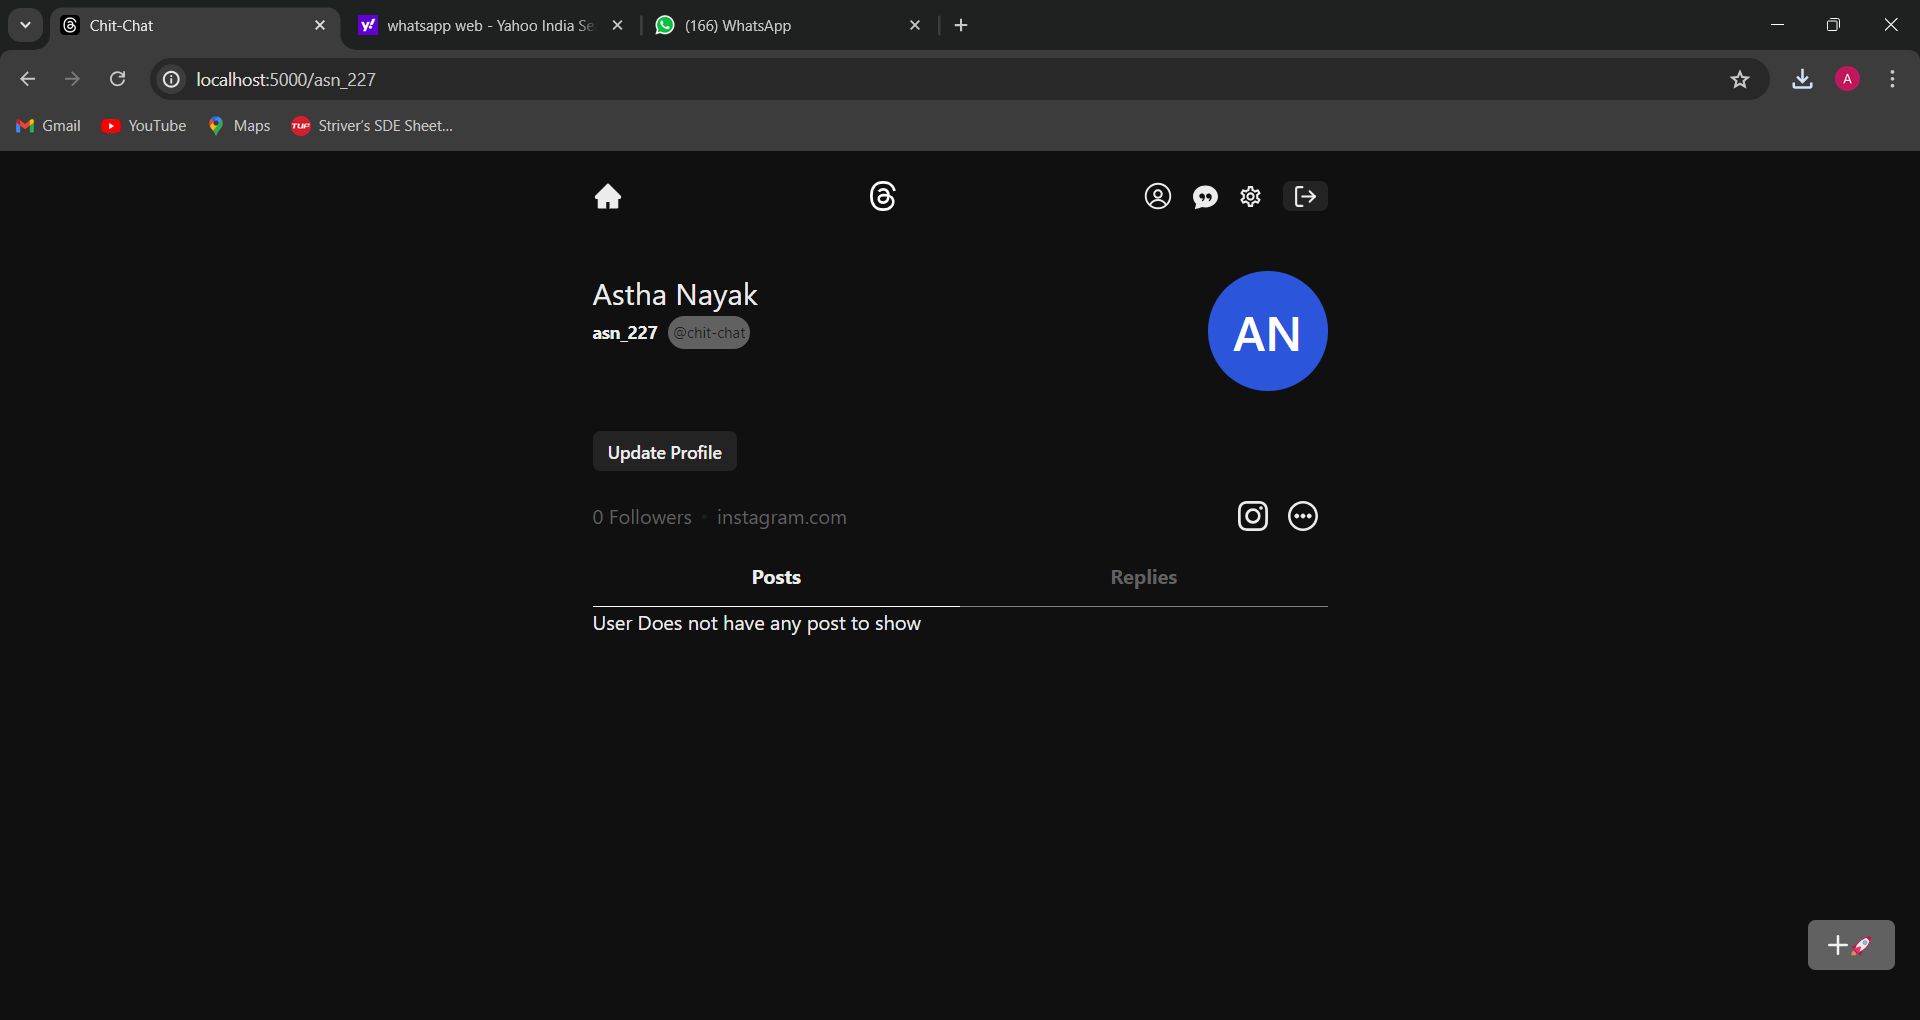 Chit-Chat
whatsapp web - Yahoo India Se
(166) WhatsApp
localhost:5000/asn_227
A
Gmail
YouTube
Maps
TUF
Striver's SDE Sheet...
Astha Nayak
asn_227 @chit-chat
AN
Update Profile
0 Followers • instagram.com
Posts
Replies
User Does not have any post to show